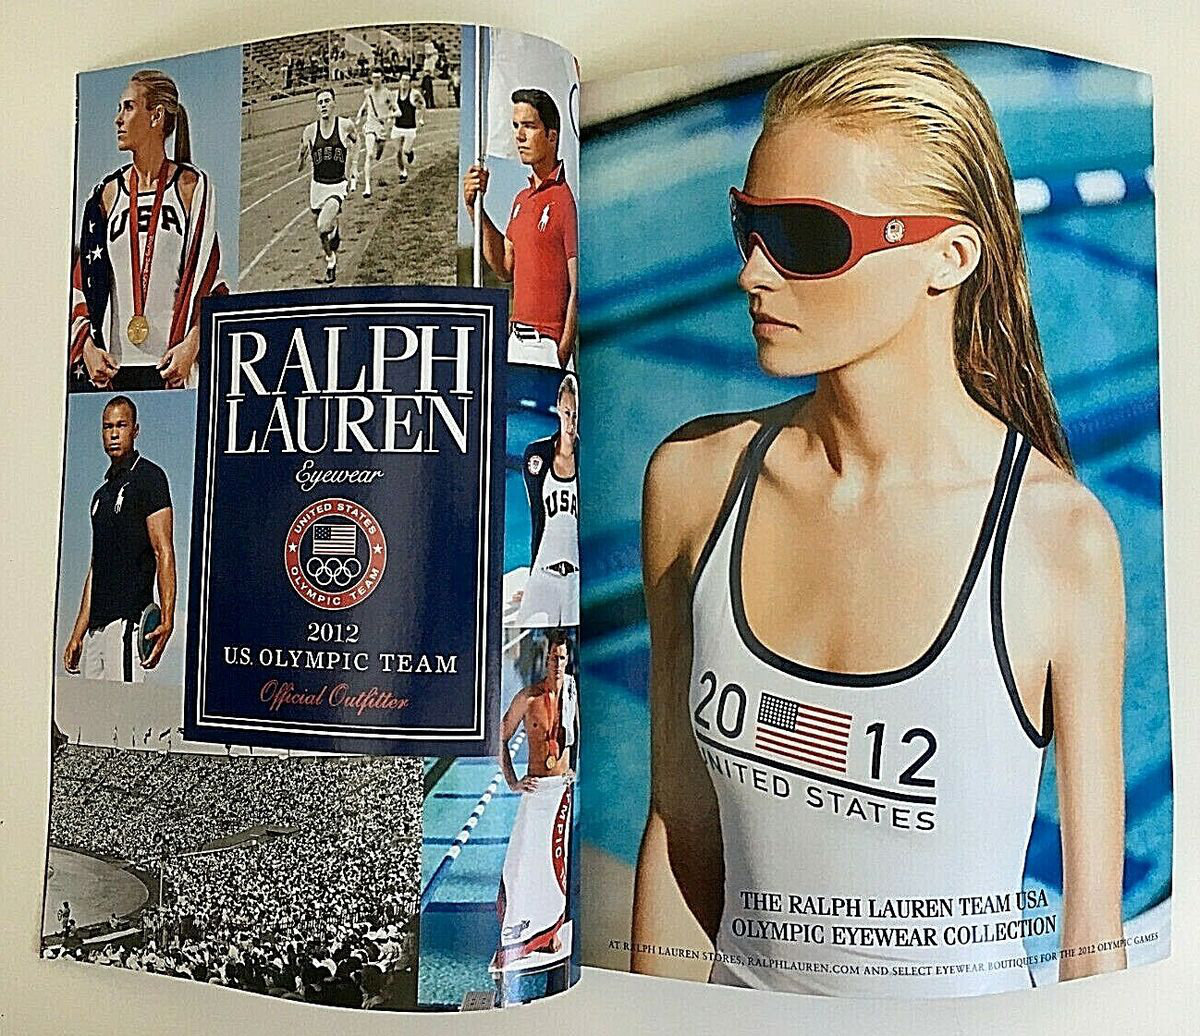 USA
USA
RALPH
LAUREN
Eyewear
UNITED STATES
OLYMPIC TEAM
2012
U.S. OLYMPIC TEAM
Official Outfitter
USA
20 12
UNITED STATES
THE RALPH LAUREN TEAM USA
OLYMPIC EYEWEAR COLLECTION
AT RALPH LAUREN STORES, RALPHLAUREN.COM AND SELECT EYEWEAR BOUTIQUES FOR THE 2012 OLYMPIC GAMES